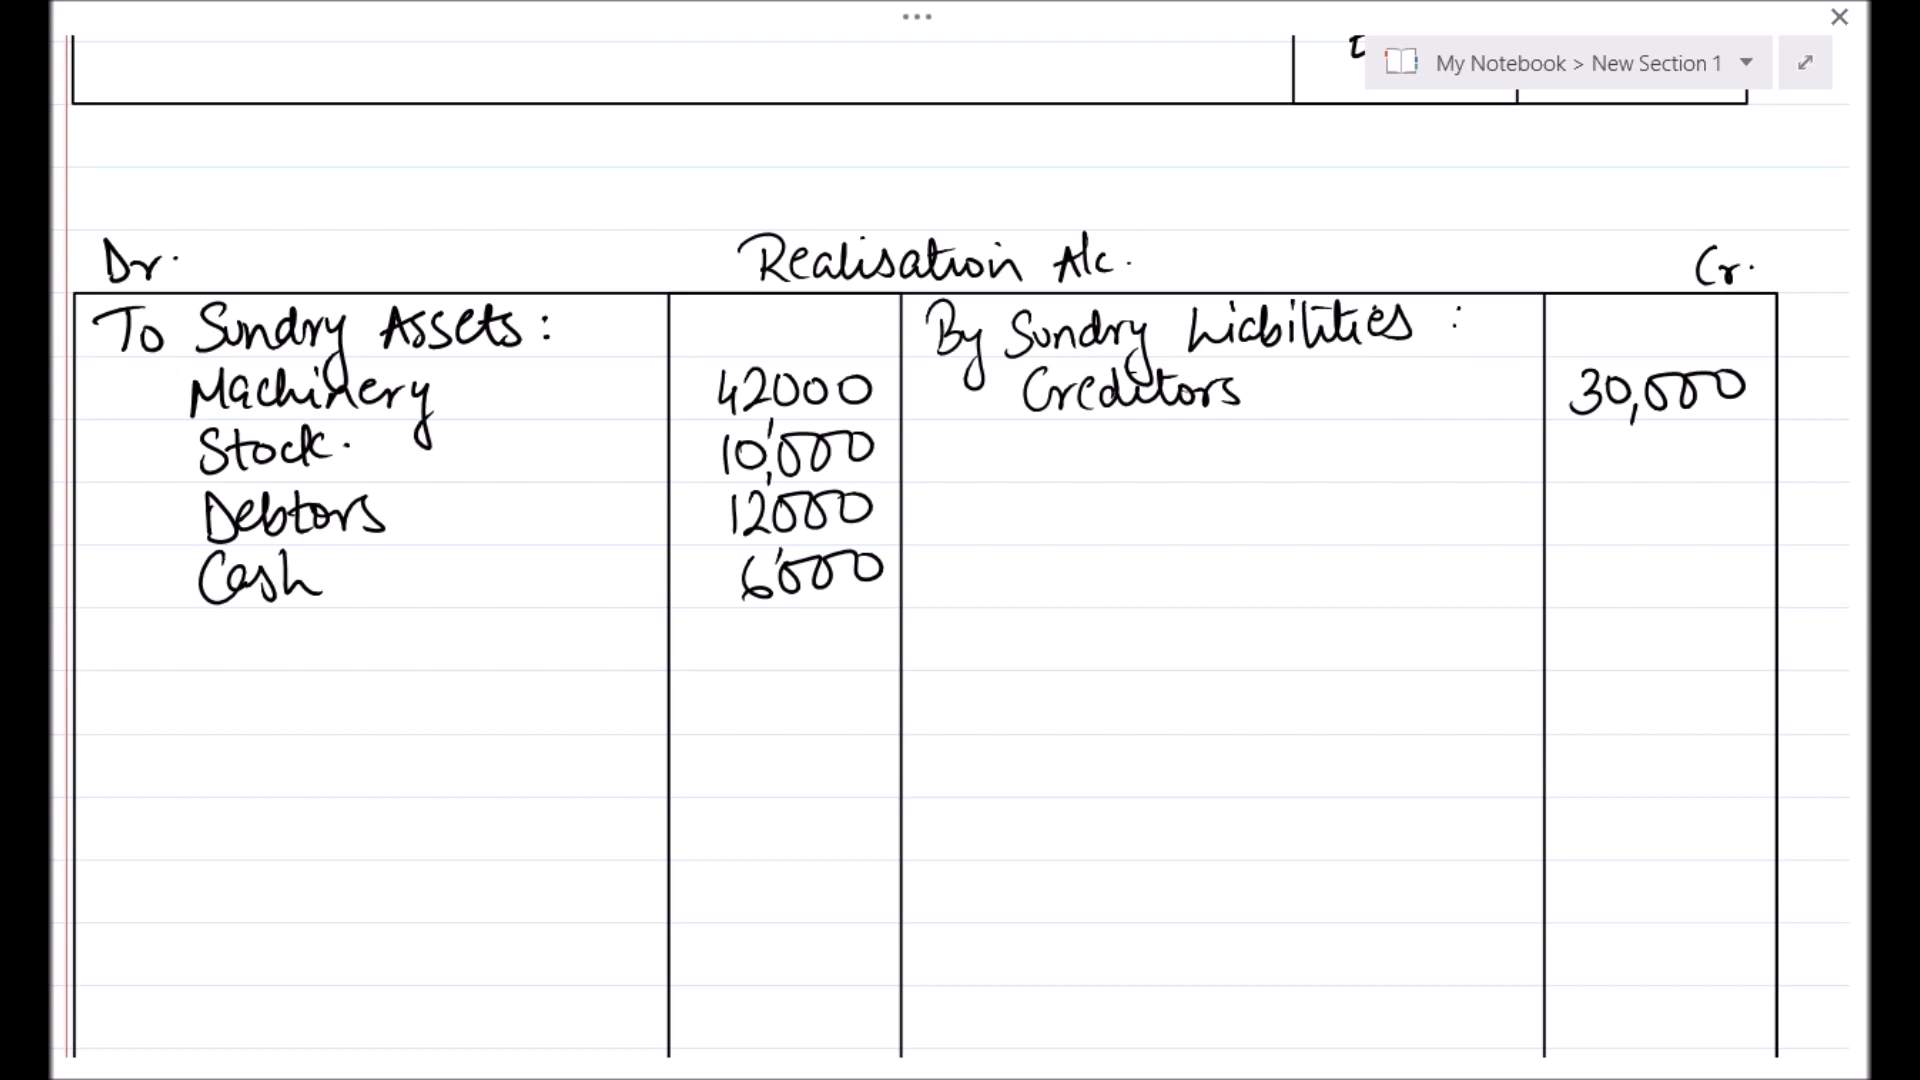 My Notebook > New Section 1
Dr. Realisation A/c. Cr.
To Sundry Assets: By Sundry Liabilities :
Machinery 42000 Creditors 30,000
Stock. 10,000
Debtors 12000
Cash 6000